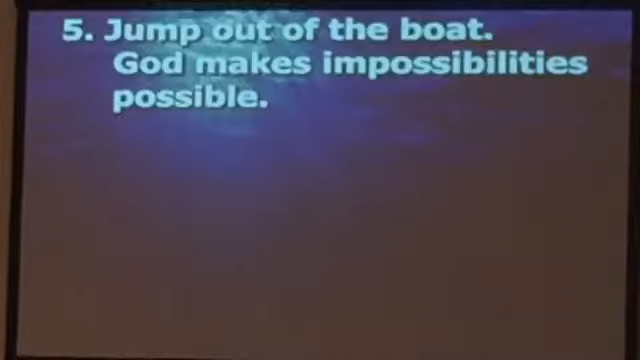 5. Jump out of the boat.
God makes impossibilities
possible.